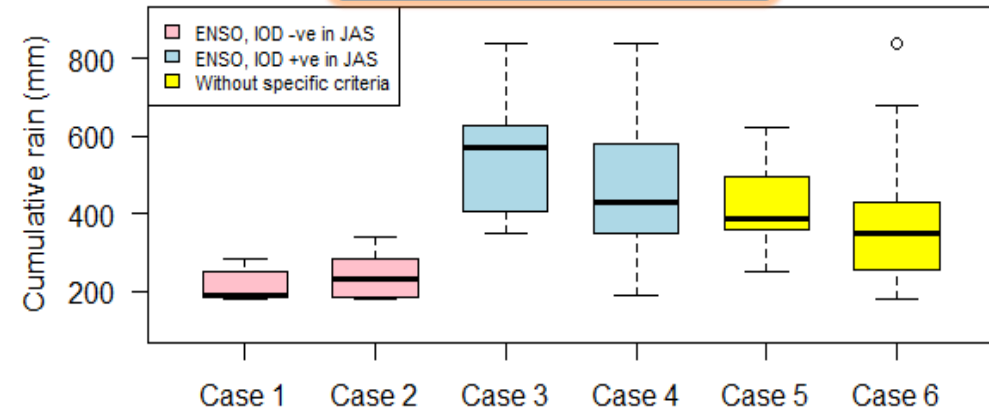 ENSO, IOD -ve in JAS
ENSO, IOD +ve in JAS
Without specific criteria
Cumulative rain (mm)
800
600
400
200
Case 1 Case 2 Case 3 Case 4 Case 5 Case 6